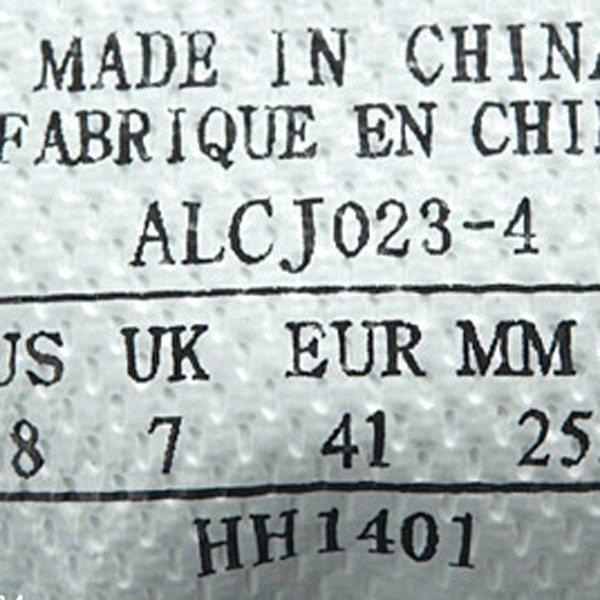 MADE IN CHINA
FABRIQUE EN CHI
ALCJ023-4
US UK EUR MM
8 7 41 25
HH1401